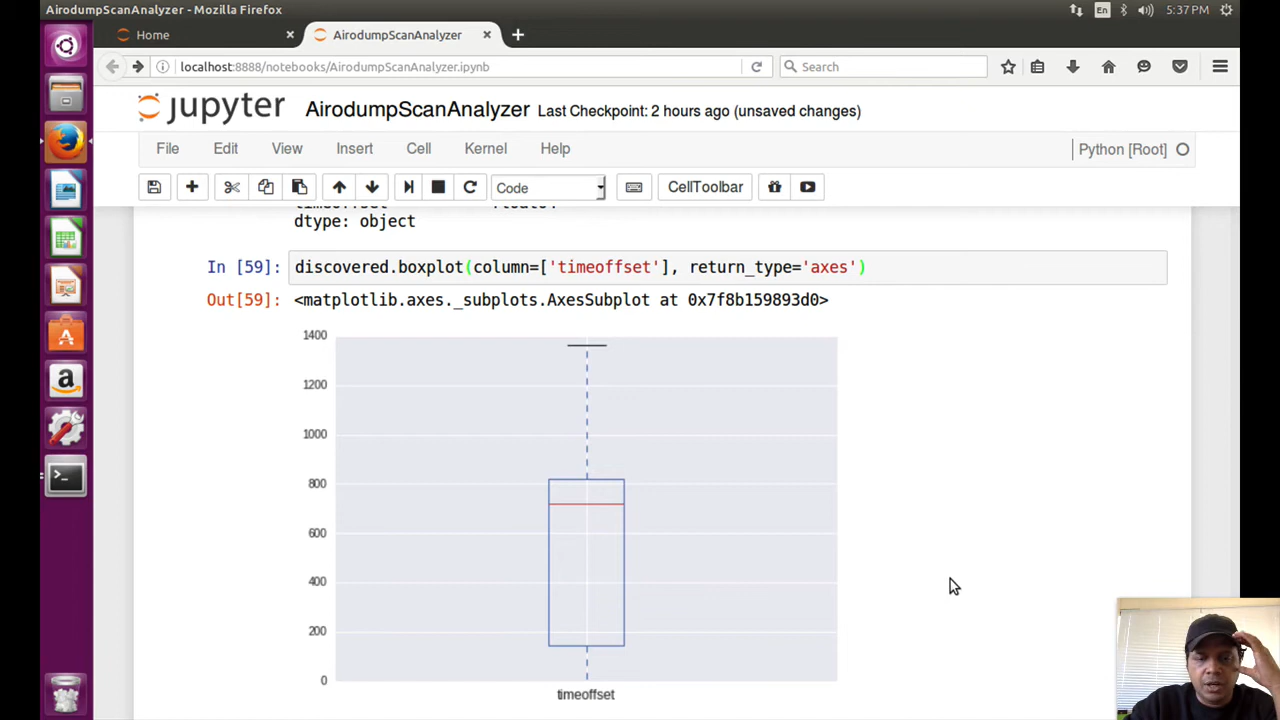 AirodumpScanAnalyzer - Mozilla Firefox
En
5:37PM
Home
AirodumpScanAnalyzer
localhost:8888/notebooks/AirodumpScanAnalyzer.ipynb
Search
jupyter
AirodumpScanAnalyzer Last Checkpoint: 2 hours ago (unsaved changes)
File Edit View Insert Cell Kernel Help
Python [Root]
Code
CellToolbar
dtype: object
In [59]: discovered.boxplot(column=['timeoffset'], return_type='axes')
Out[59]: <matplotlib.axes._subplots.AxesSubplot at 0x7f8b159893d0>
1400
1200
1000
800
600
400
200
0
timeoffset